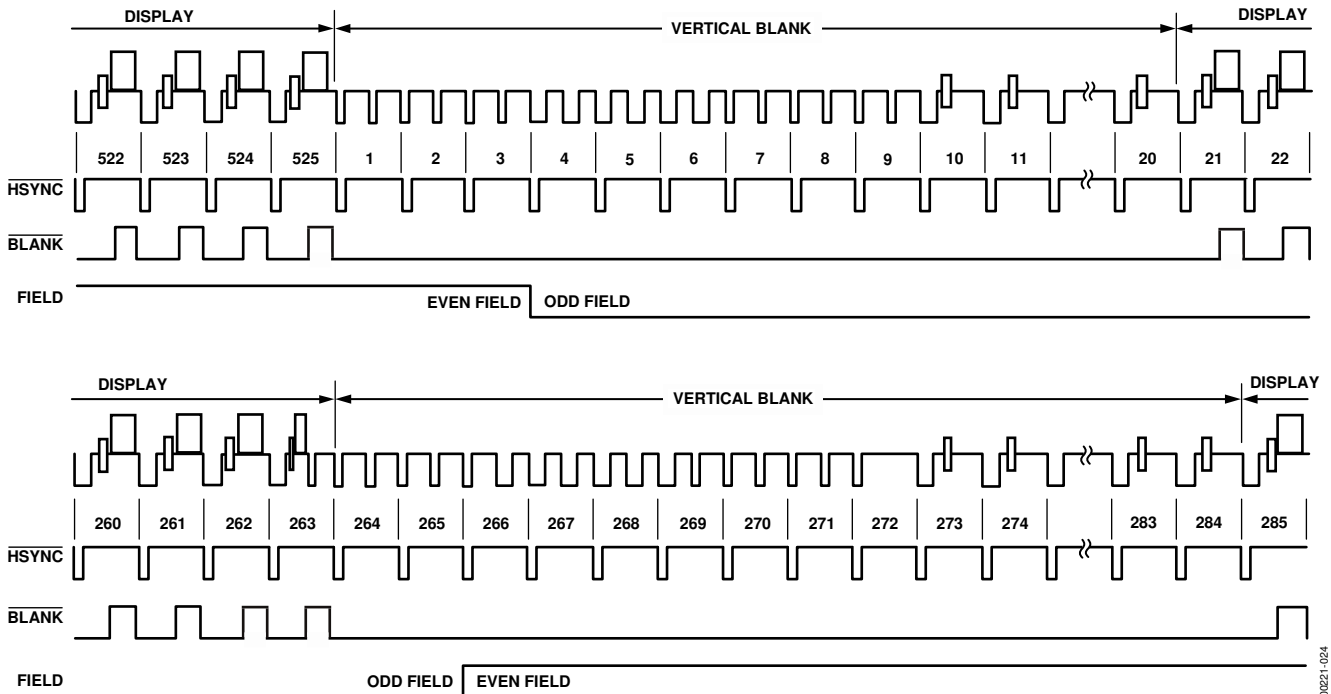 DISPLAY VERTICAL BLANK DISPLAY
522 523 524 525 1 2 3 4 5 6 7 8 9 10 11 20 21 22
HSYNC
BLANK
FIELD EVEN FIELD ODD FIELD
DISPLAY VERTICAL BLANK DISPLAY
260 261 262 263 264 265 266 267 268 269 270 271 272 273 274 283 284 285
HSYNC
BLANK
FIELD ODD FIELD EVEN FIELD
00221-024